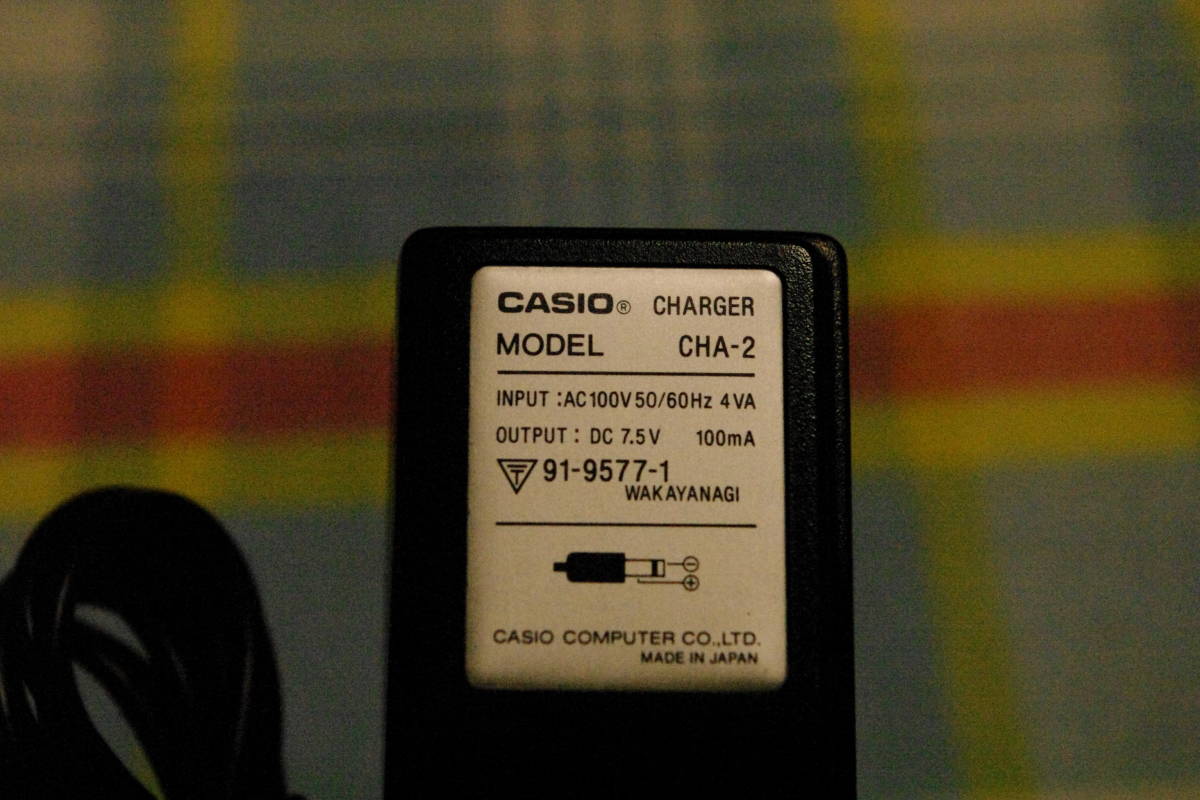 CASIO® CHARGER
MODEL CHA-2
INPUT : AC100V 50/60Hz 4VA
OUTPUT : DC 7.5V 100mA
T 91-9577-1
WAKAYANAGI
CASIO COMPUTER CO.,LTD.
MADE IN JAPAN